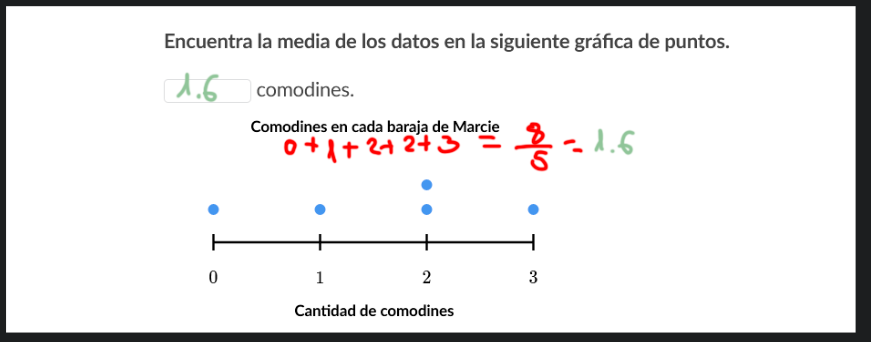 Encuentra la media de los datos en la siguiente gráfica de puntos.
1.6 comodines.
Comodines en cada baraja de Marcie
0+1+2+2+3 = 8/5 = 1.6
0 1 2 3
Cantidad de comodines